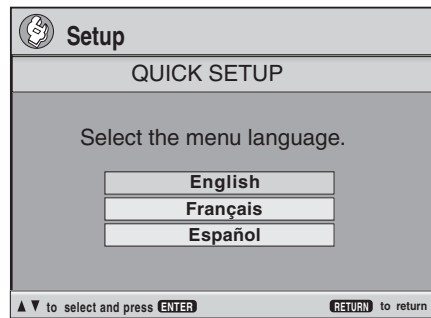 Setup
QUICK SETUP
Select the menu language.
English
Français
Español
▲ ▼ to select and press ENTER RETURN to return